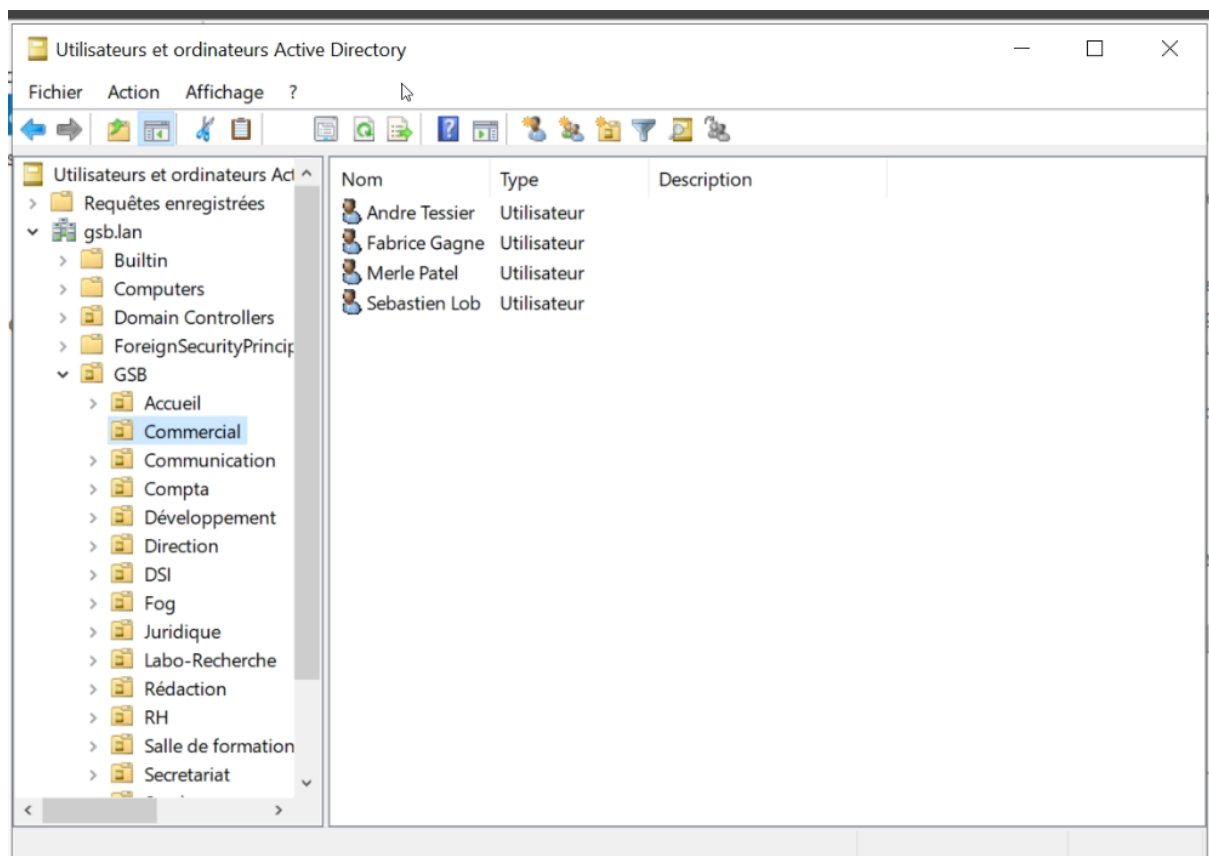 Utilisateurs et ordinateurs Active Directory
Fichier Action Affichage ?
Utilisateurs et ordinateurs Act
Requêtes enregistrées
gsb.lan
Builtin
Computers
Domain Controllers
ForeignSecurityPrincip
GSB
Accueil
Commercial
Communication
Compta
Développement
Direction
DSI
Fog
Juridique
Labo-Recherche
Rédaction
RH
Salle de formation
Secretariat
Nom Type Description
Andre Tessier Utilisateur
Fabrice Gagne Utilisateur
Merle Patel Utilisateur
Sebastien Lob Utilisateur